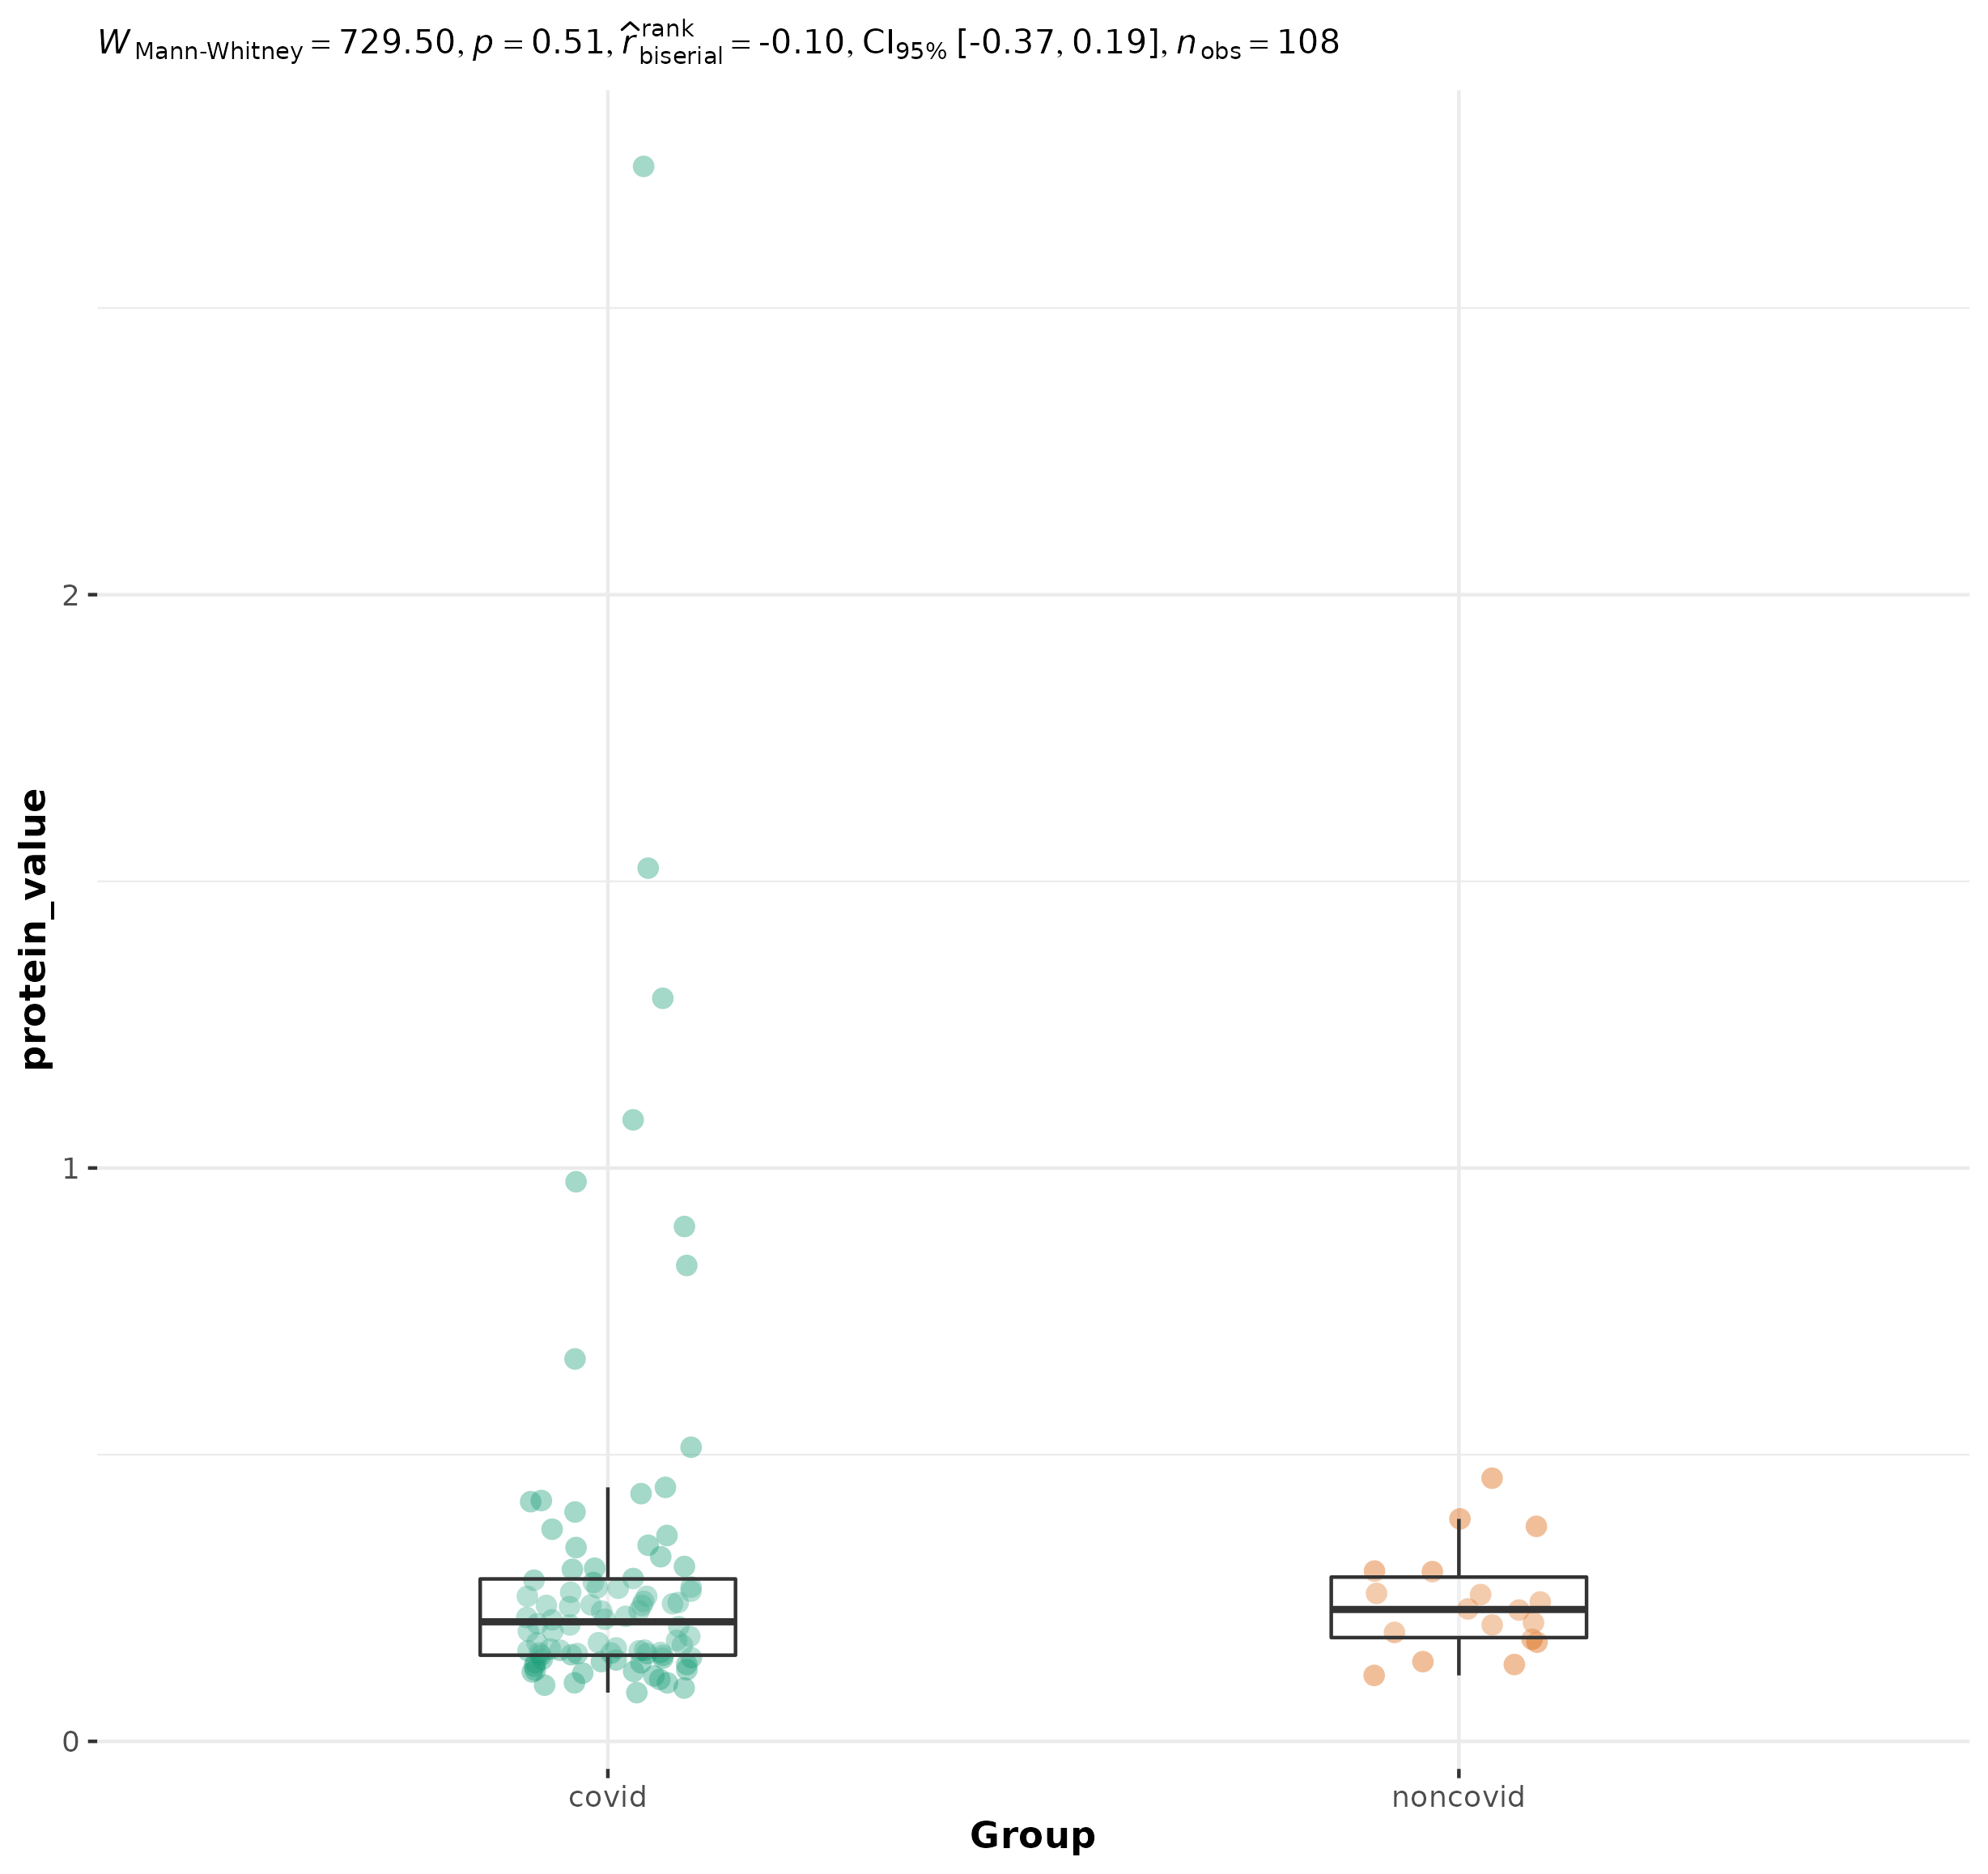 W Mann-Whitney = 729.50, p = 0.51, r̂ rank biserial = -0.10, CI95% [-0.37, 0.19], n obs = 108
protein_value
2
1
0
covid noncovid
Group